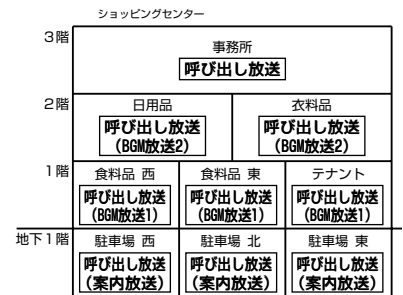 ショッピングセンター
3階
事務所
呼び出し放送
2階
日用品
衣料品
呼び出し放送
(BGM放送2)
呼び出し放送
(BGM放送2)
1階
食料品 西
食料品 東
テナント
呼び出し放送
(BGM放送1)
呼び出し放送
(BGM放送1)
呼び出し放送
(BGM放送1)
地下1階
駐車場 西
駐車場 北
駐車場 東
呼び出し放送
(案内放送)
呼び出し放送
(案内放送)
呼び出し放送
(案内放送)